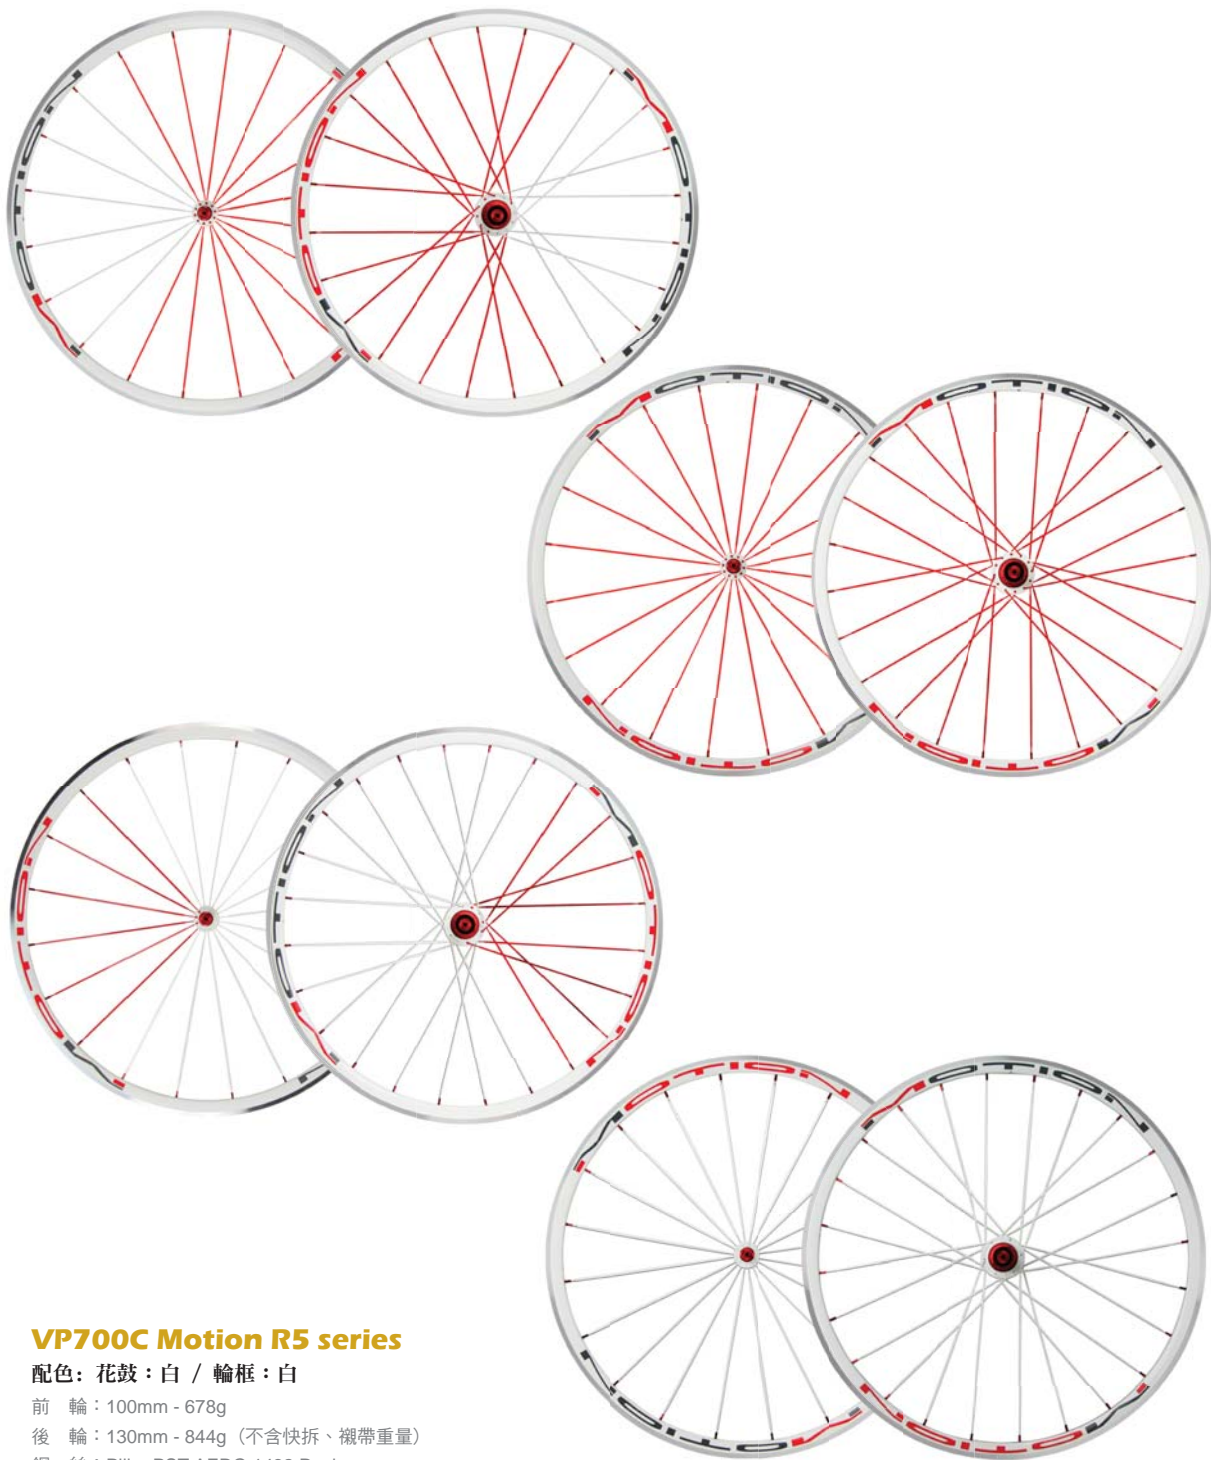 VP700C Motion R5 series
配色: 花鼓：白 / 輪框：白
前　輪：100mm - 678g
後　輪：130mm - 844g（不含快拆、襯帶重量）